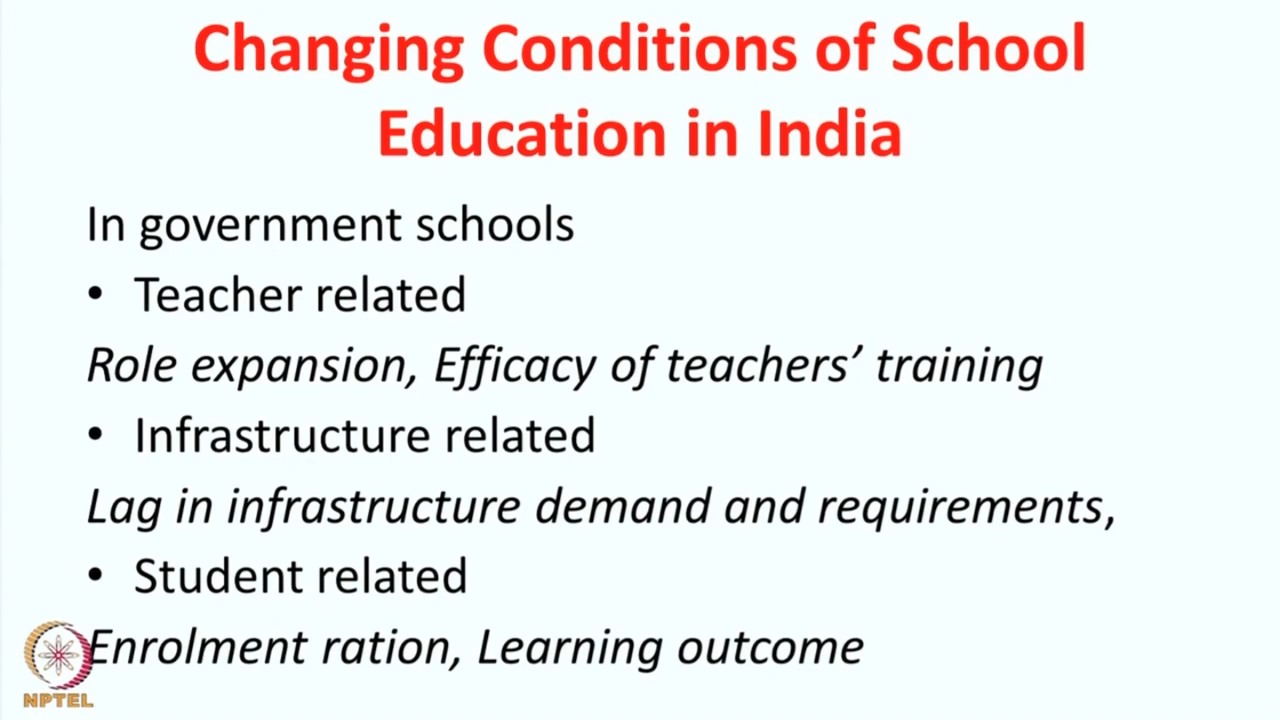 Changing Conditions of School
Education in India
In government schools
• Teacher related
Role expansion, Efficacy of teachers’ training
• Infrastructure related
Lag in infrastructure demand and requirements,
• Student related
Enrolment ration, Learning outcome
NPTEL